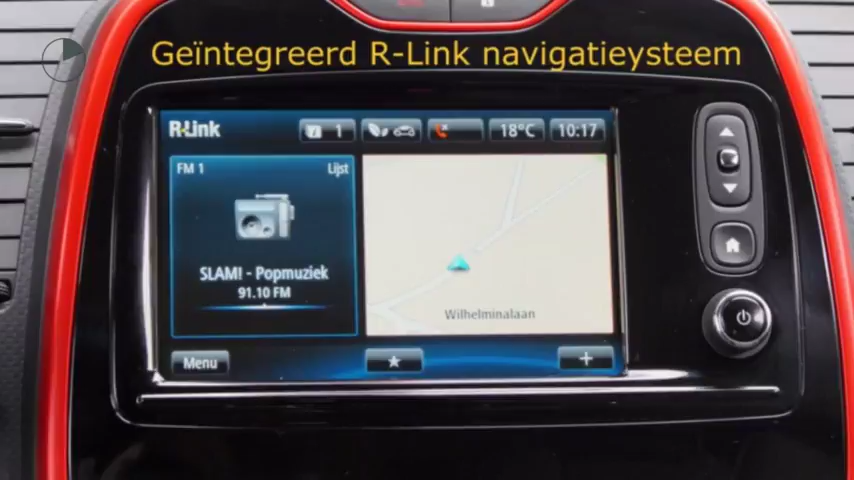 Geïntegreerd R-Link navigatieysteem
R-Link
1
18°C
10:17
FM 1
Lijst
SLAM! - Popmuziek
91.10 FM
Wilhelminalaan
Menu